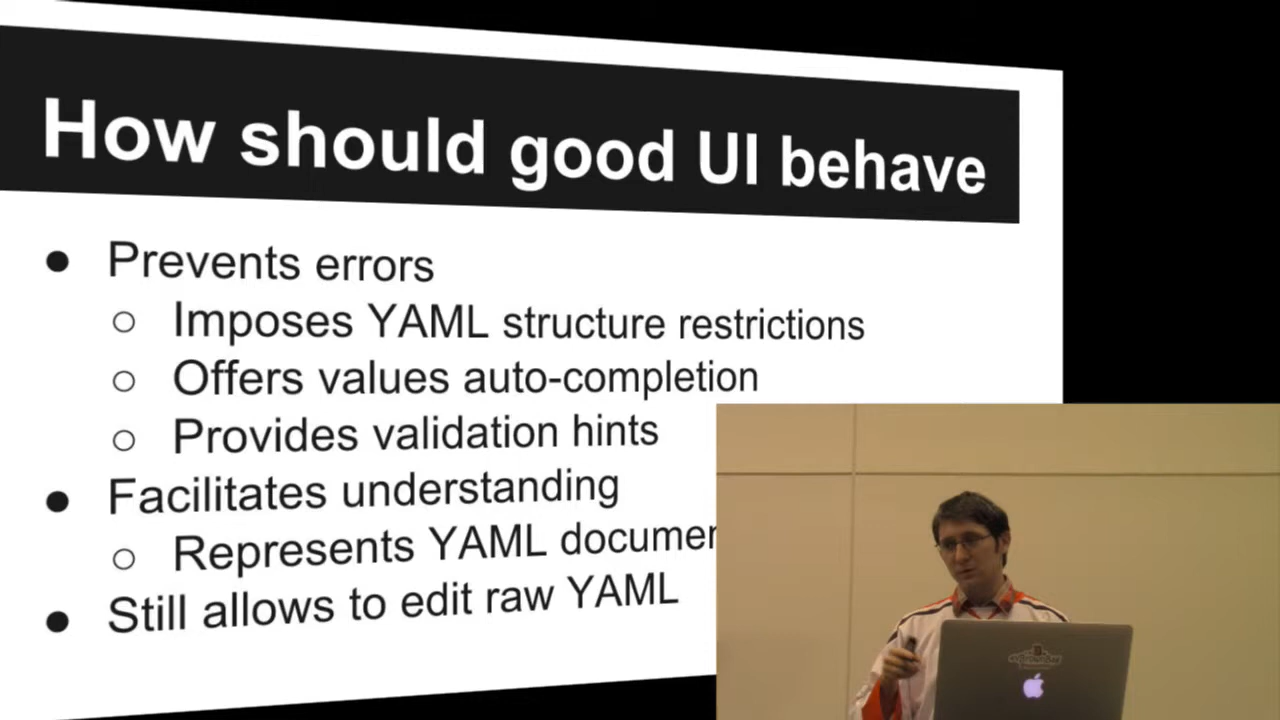 How should good UI behave
● Prevents errors
○ Imposes YAML structure restrictions
○ Offers values auto-completion
○ Provides validation hints
● Facilitates understanding
○ Represents YAML
● Still allows to edit raw YAML